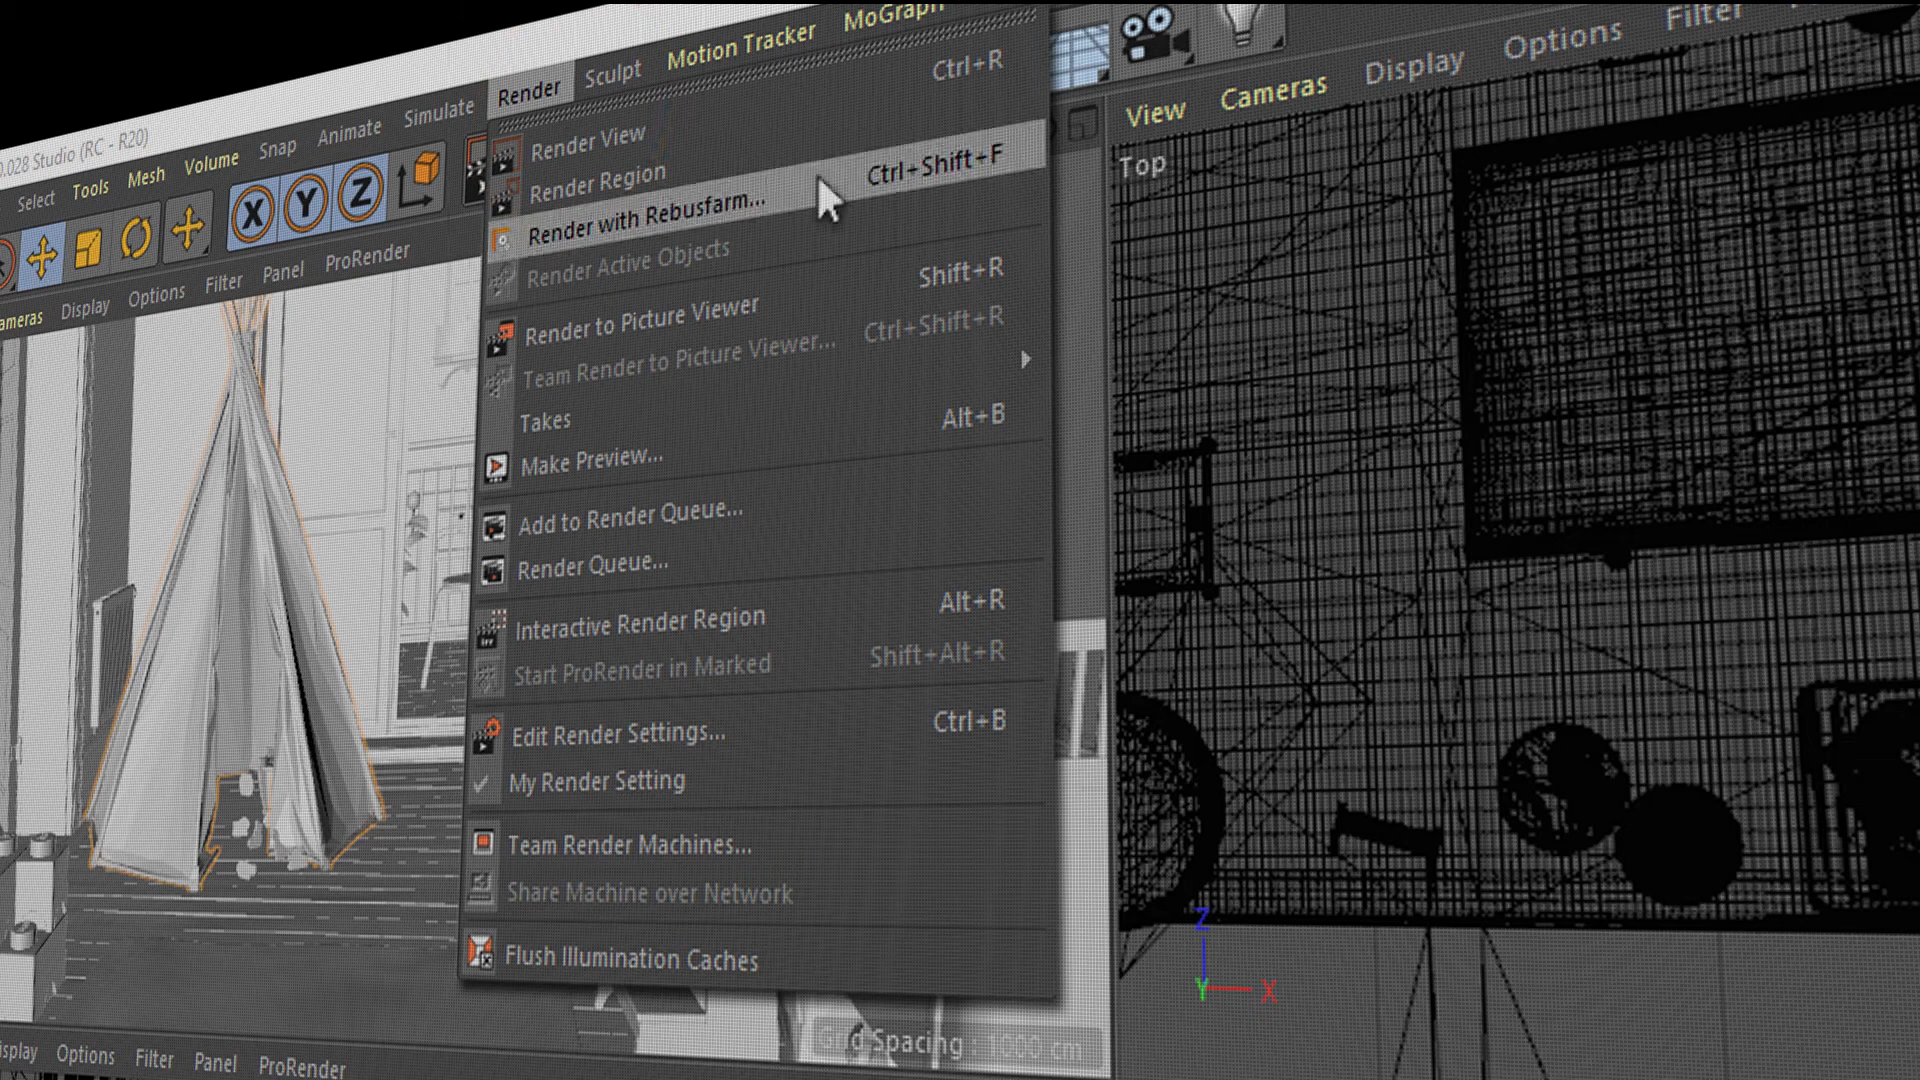 0.028 Studio (RC - R20)
Select Tools Mesh Volume Snap Animate Simulate Render Sculpt Motion Tracker MoGraph
X Y Z
Display Options Filter Panel ProRender
Render View Ctrl+R
Render Region
Render with Rebusfarm... Ctrl+Shift+F
Render Active Objects
Render to Picture Viewer Shift+R
Team Render to Picture Viewer... Ctrl+Shift+R
Takes
Make Preview... Alt+B
Add to Render Queue...
Render Queue...
Interactive Render Region Alt+R
Start ProRender in Marked Shift+Alt+R
Edit Render Settings... Ctrl+B
My Render Setting
Team Render Machines...
Share Machine over Network
Flush Illumination Caches
Grid Spacing : 1000 cm
Options Filter Panel ProRender
View Cameras Display Options Filter
Top
Z
Y X